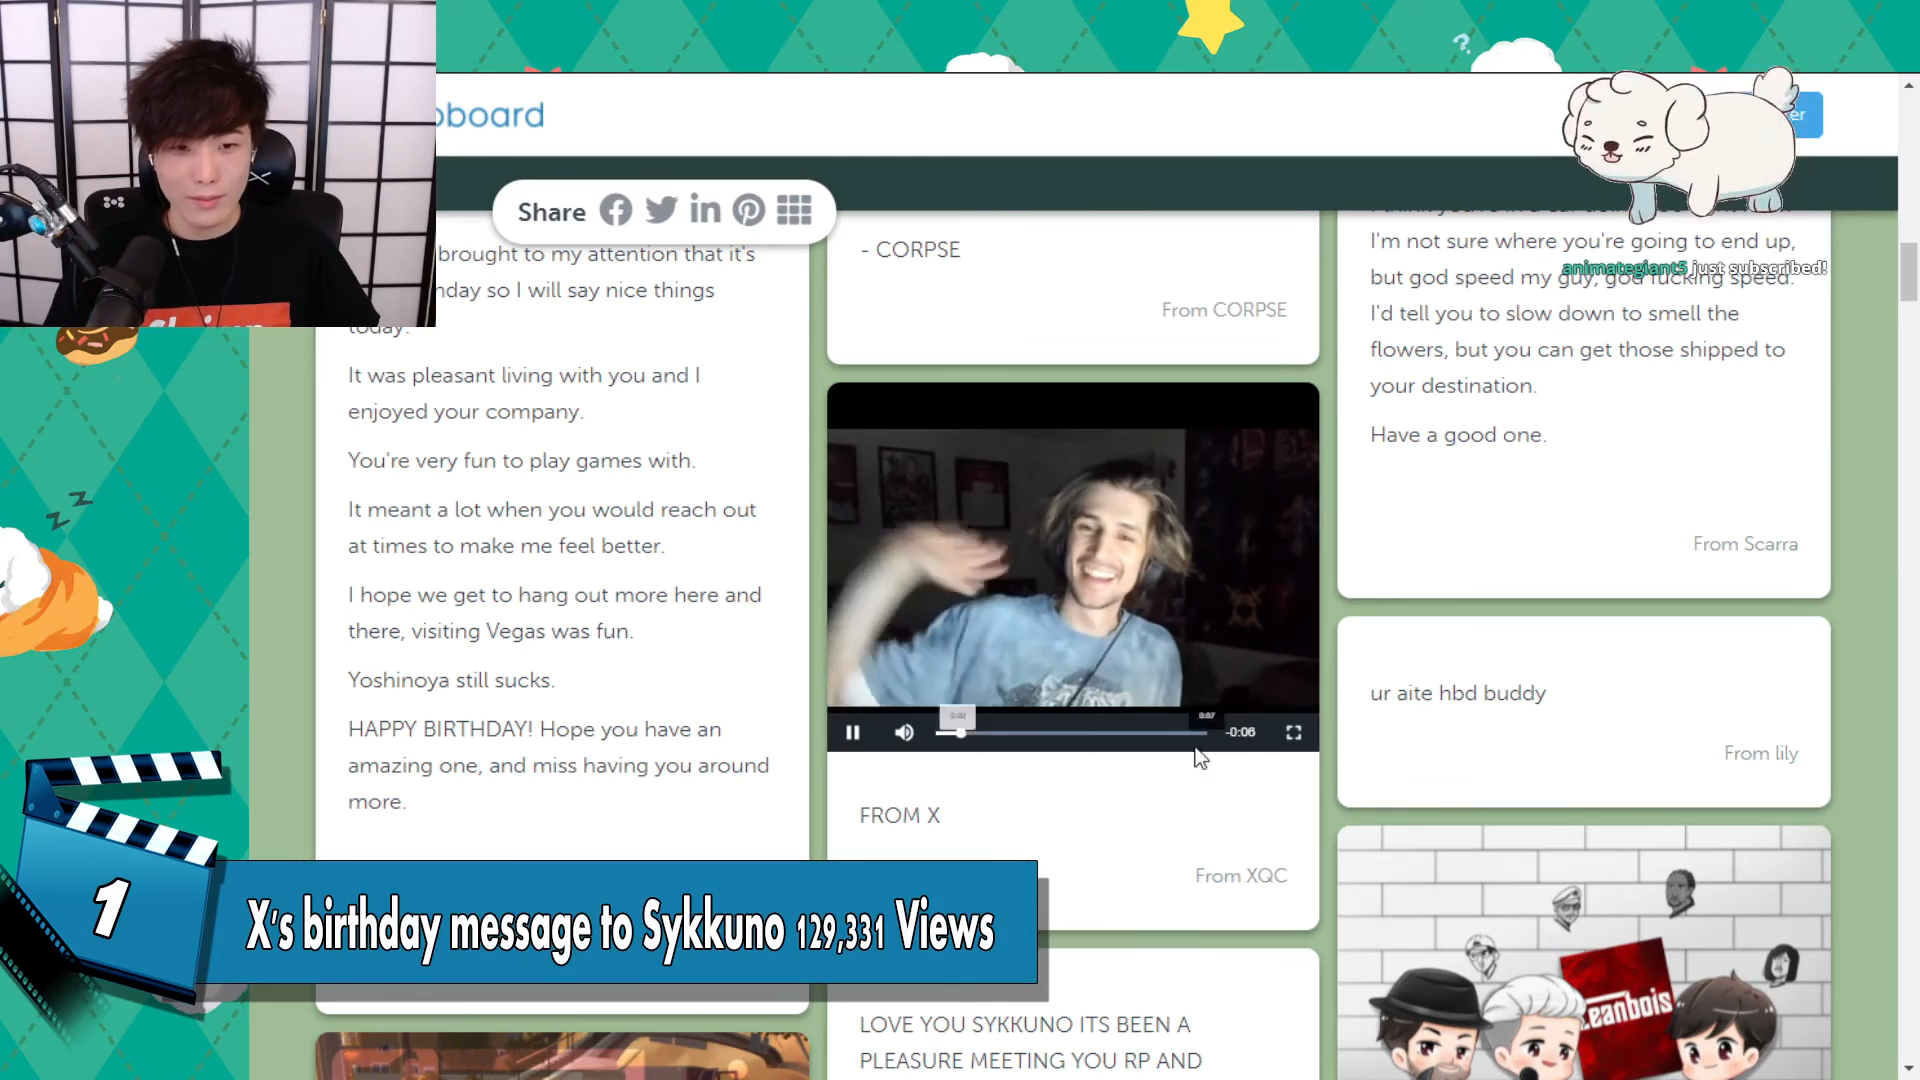 oboard
er
Share
brought to my attention that it's
nday so I will say nice things
today.
It was pleasant living with you and I
enjoyed your company.
You're very fun to play games with.
It meant a lot when you would reach out
at times to make me feel better.
I hope we get to hang out more here and
there, visiting Vegas was fun.
Yoshinoya still sucks.
HAPPY BIRTHDAY! Hope you have an
amazing one, and miss having you around
more.
- CORPSE
From CORPSE
0:07
-0:06
FROM X
From XQC
LOVE YOU SYKKUNO ITS BEEN A
PLEASURE MEETING YOU RP AND
I'm not sure where you're going to end up,
animategiant5 just subscribed!
but god speed my guy, god fucking speed.
I'd tell you to slow down to smell the
flowers, but you can get those shipped to
your destination.
Have a good one.
From Scarra
ur aite hbd buddy
From lily
leanbois
z z
?
1
X's birthday message to Sykkuno 129,331 Views